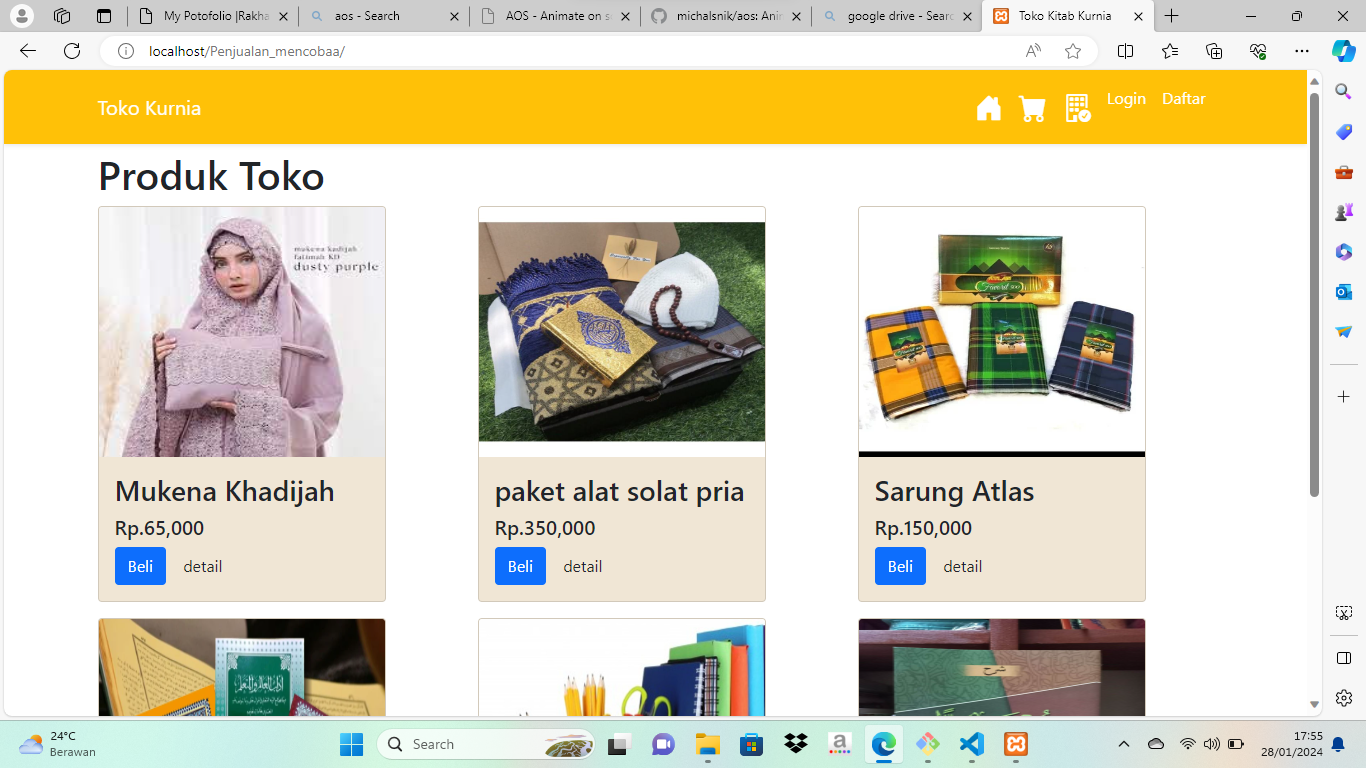 My Potofolio |Rakha
aos - Search
AOS - Animate on s
michalsnik/aos: Ani
google drive - Sear
Toko Kitab Kurnia
localhost/Penjualan_mencobaa/
Toko Kurnia
Login
Daftar
Produk Toko
mukena kadijah
fatimah KD
dusty purple
Favorit
Mukena Khadijah
Rp.65,000
Beli
detail
paket alat solat pria
Rp.350,000
Beli
detail
Sarung Atlas
Rp.150,000
Beli
detail
24°C
Berawan
Search
17:55
28/01/2024